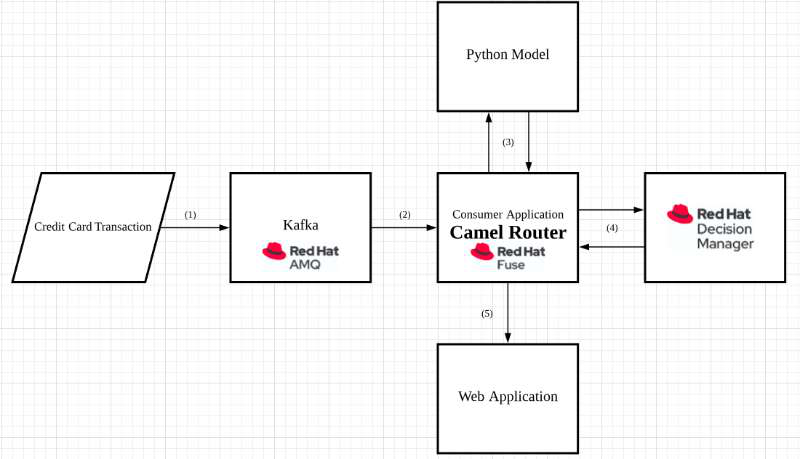 Python Model
(3)
Credit Card Transaction
(1)
Kafka
Red Hat
AMQ
(2)
Consumer Application
Camel Router
Red Hat
Fuse
(4)
Red Hat
Decision
Manager
(5)
Web Application